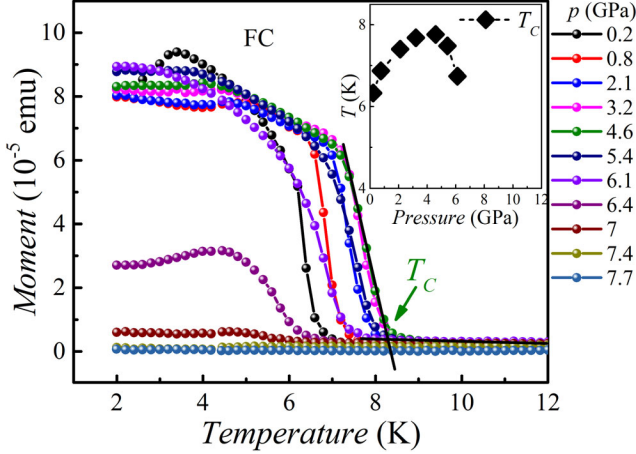 FC
T_C
p (GPa)
0.2
0.8
2.1
3.2
4.6
5.4
6.1
6.4
7
7.4
7.7
10
8
6
4
2
0
Moment (10⁻⁵ emu)
2 4 6 8 10 12
Temperature (K)
T_C
8
6
4
T (K)
0 2 4 6 8 10 12
Pressure (GPa)